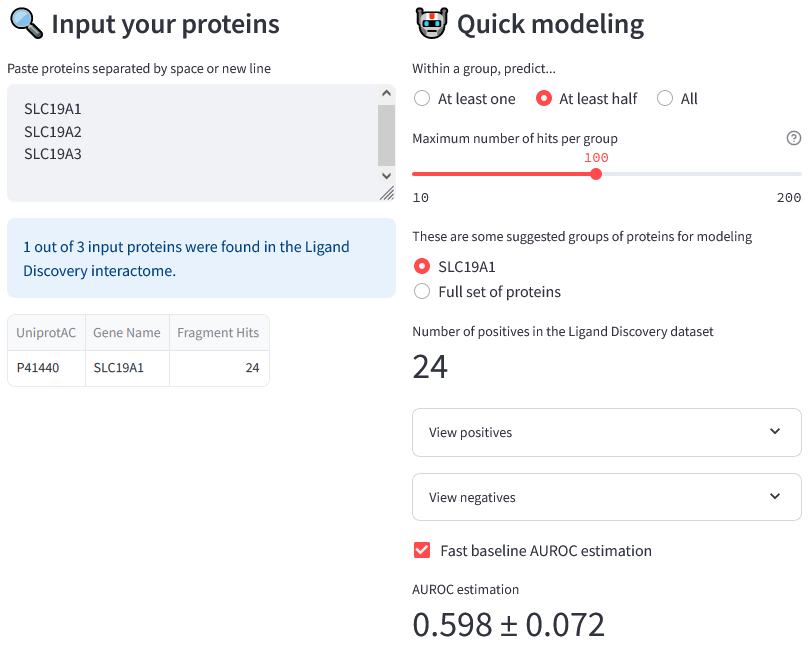 Input your proteins
Paste proteins separated by space or new line
SLC19A1
SLC19A2
SLC19A3
1 out of 3 input proteins were found in the Ligand
Discovery interactome.
UniprotAC Gene Name Fragment Hits
P41440 SLC19A1 24
Quick modeling
Within a group, predict...
At least one At least half All
Maximum number of hits per group
100
10 200
These are some suggested groups of proteins for modeling
SLC19A1
Full set of proteins
Number of positives in the Ligand Discovery dataset
24
View positives
View negatives
Fast baseline AUROC estimation
AUROC estimation
0.598 ± 0.072